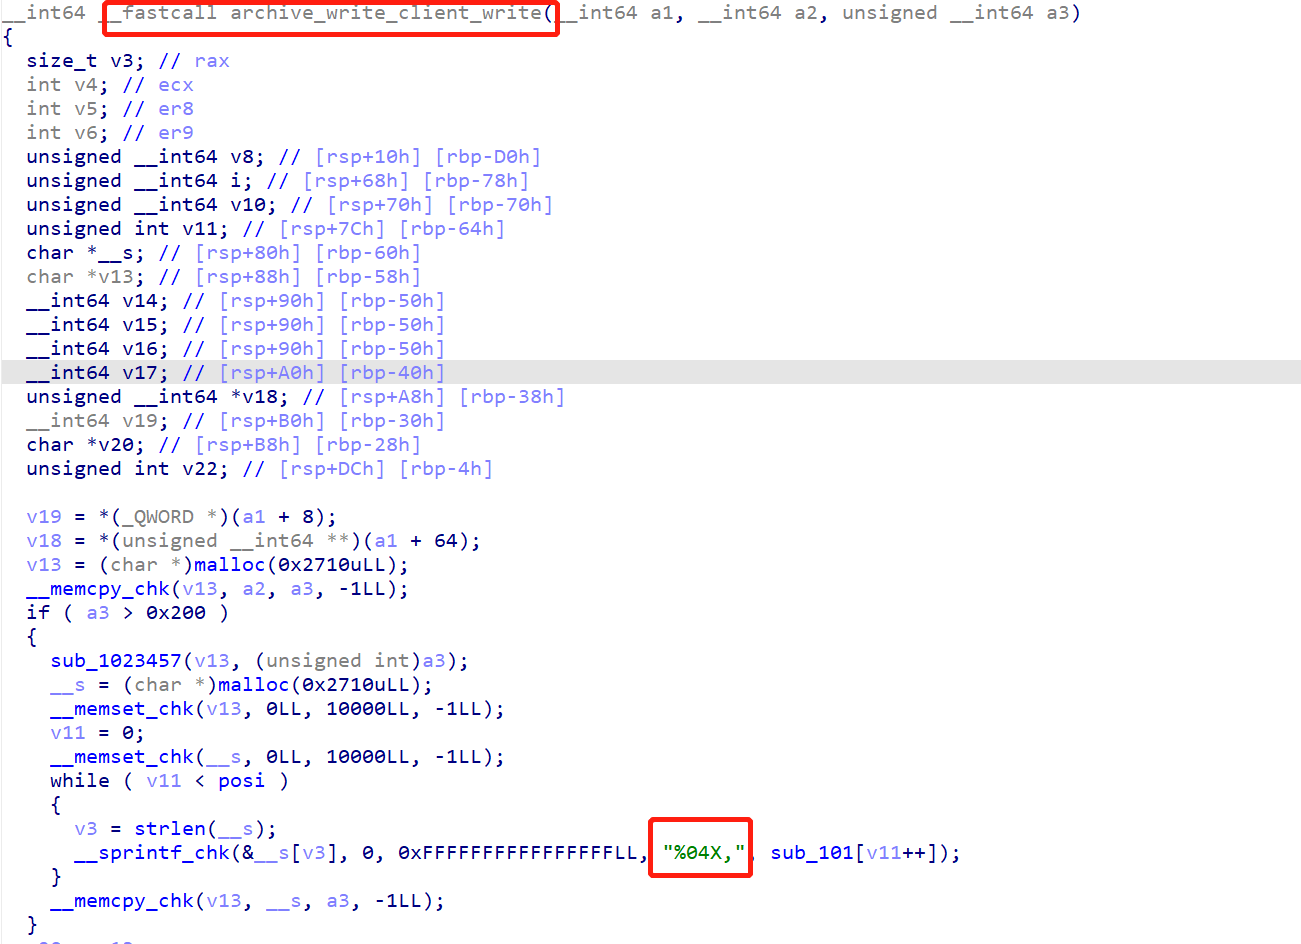 __int64 __fastcall archive_write_client_write(__int64 a1, __int64 a2, unsigned __int64 a3)
{
  size_t v3; // rax
  int v4; // ecx
  int v5; // er8
  int v6; // er9
  unsigned __int64 v8; // [rsp+10h] [rbp-D0h]
  unsigned __int64 i; // [rsp+68h] [rbp-78h]
  unsigned __int64 v10; // [rsp+70h] [rbp-70h]
  unsigned int v11; // [rsp+7Ch] [rbp-64h]
  char *__s; // [rsp+80h] [rbp-60h]
  char *v13; // [rsp+88h] [rbp-58h]
  __int64 v14; // [rsp+90h] [rbp-50h]
  __int64 v15; // [rsp+90h] [rbp-50h]
  __int64 v16; // [rsp+90h] [rbp-50h]
  __int64 v17; // [rsp+A0h] [rbp-40h]
  unsigned __int64 *v18; // [rsp+A8h] [rbp-38h]
  __int64 v19; // [rsp+B0h] [rbp-30h]
  char *v20; // [rsp+B8h] [rbp-28h]
  unsigned int v22; // [rsp+DCh] [rbp-4h]

  v19 = *(_QWORD *)(a1 + 8);
  v18 = *(unsigned __int64 **)(a1 + 64);
  v13 = (char *)malloc(0x2710uLL);
  __memcpy_chk(v13, a2, a3, -1LL);
  if ( a3 > 0x200 )
  {
    sub_1023457(v13, (unsigned int)a3);
    __s = (char *)malloc(0x2710uLL);
    __memset_chk(v13, 0LL, 10000LL, -1LL);
    v11 = 0;
    __memset_chk(__s, 0LL, 10000LL, -1LL);
    while ( v11 < posi )
    {
      v3 = strlen(__s);
      __sprintf_chk(&__s[v3], 0, 0xFFFFFFFFFFFFFFFFLL, "%04X,", sub_101[v11++]);
    }
    __memcpy_chk(v13, __s, a3, -1LL);
  }